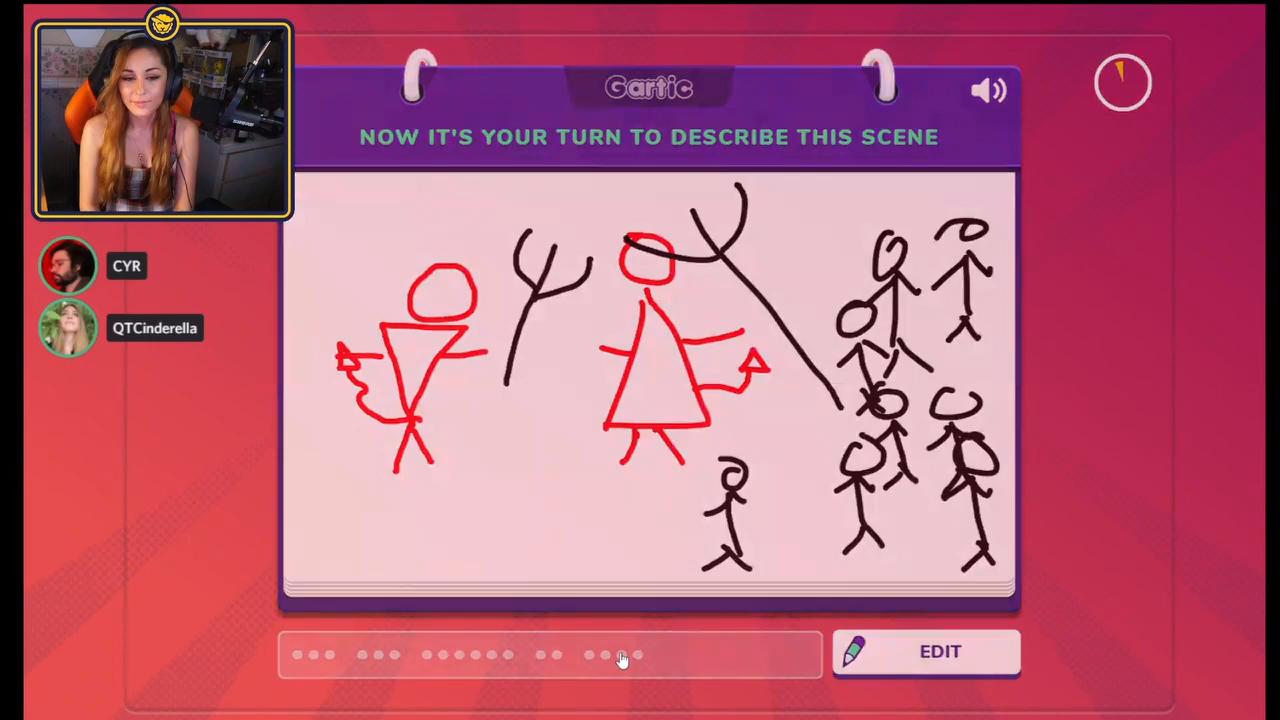 Gartic
NOW IT'S YOUR TURN TO DESCRIBE THIS SCENE
CYR
QTCinderella
EDIT